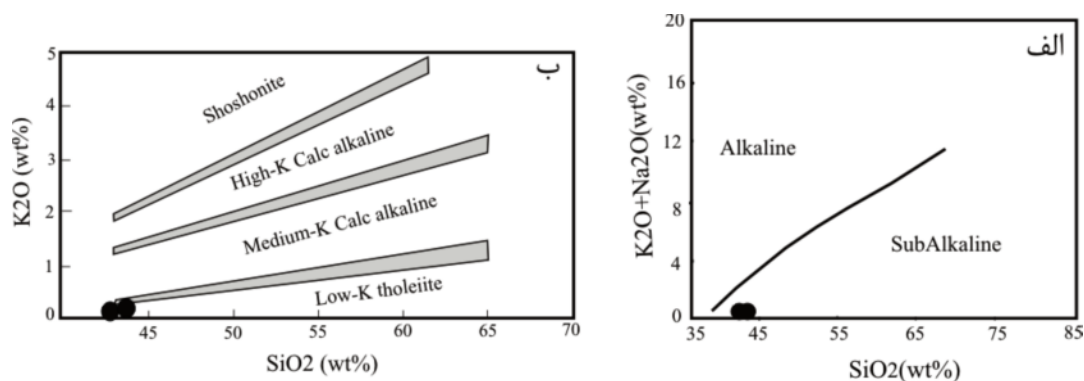 ب
5
4
3
2
1
0
K2O (wt%)
Shoshonite
High-K Calc alkaline
Medium-K Calc alkaline
Low-K tholeiite
45 50 55 60 65 70
SiO2 (wt%)
الف
20
16
12
8
4
0
K2O+Na2O(wt%)
Alkaline
SubAlkaline
35 45 55 65 75 85
SiO2(wt%)